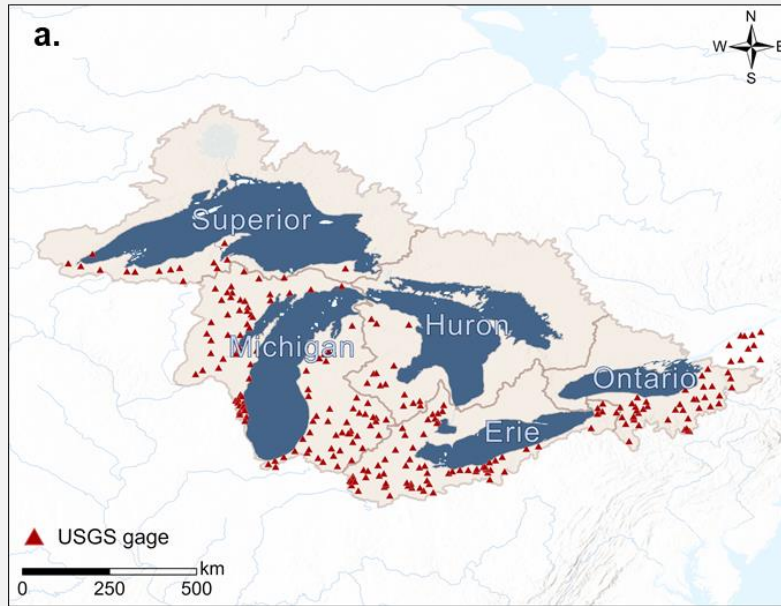 a.
N
W E
S
Superior
Huron
Michigan
Ontario
Erie
USGS gage
km
0 250 500